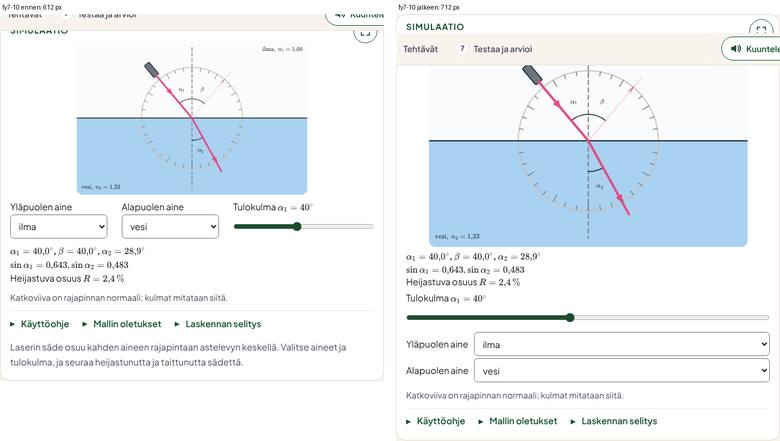 fy7-10 ennen: 612 px
Tehtävät
Kuuntele
SIMULAATIO
ilma, n₁ = 1,00
α₁
β
α₂
vesi, n₂ = 1,33
Yläpuolen aine
Alapuolen aine
Tulokulma α₁ = 40°
ilma
vesi
α₁ = 40,0°, β = 40,0°, α₂ = 28,9°
sin α₁ = 0,643, sin α₂ = 0,483
Heijastuva osuus R = 2,4 %
Katkoviiva on rajapinnan normaali; kulmat mitataan siitä.
▸ Käyttöohje ▸ Mallin oletukset ▸ Laskennan selitys
Laserin säde osuu kahden aineen rajapintaan astelevyn keskellä. Valitse aineet ja
tulokulma, ja seuraa heijastunutta ja taittunutta sädettä.
fy7-10 jalkeen: 712 px
SIMULAATIO
Tehtävät 7 Testaa ja arvioi
Kuuntele
α₁
β
α₂
vesi, n₂ = 1,33
α₁ = 40,0°, β = 40,0°, α₂ = 28,9°
sin α₁ = 0,643, sin α₂ = 0,483
Heijastuva osuus R = 2,4 %
Tulokulma α₁ = 40°
Yläpuolen aine ilma
Alapuolen aine vesi
Katkoviiva on rajapinnan normaali; kulmat mitataan siitä.
▸ Käyttöohje ▸ Mallin oletukset ▸ Laskennan selitys